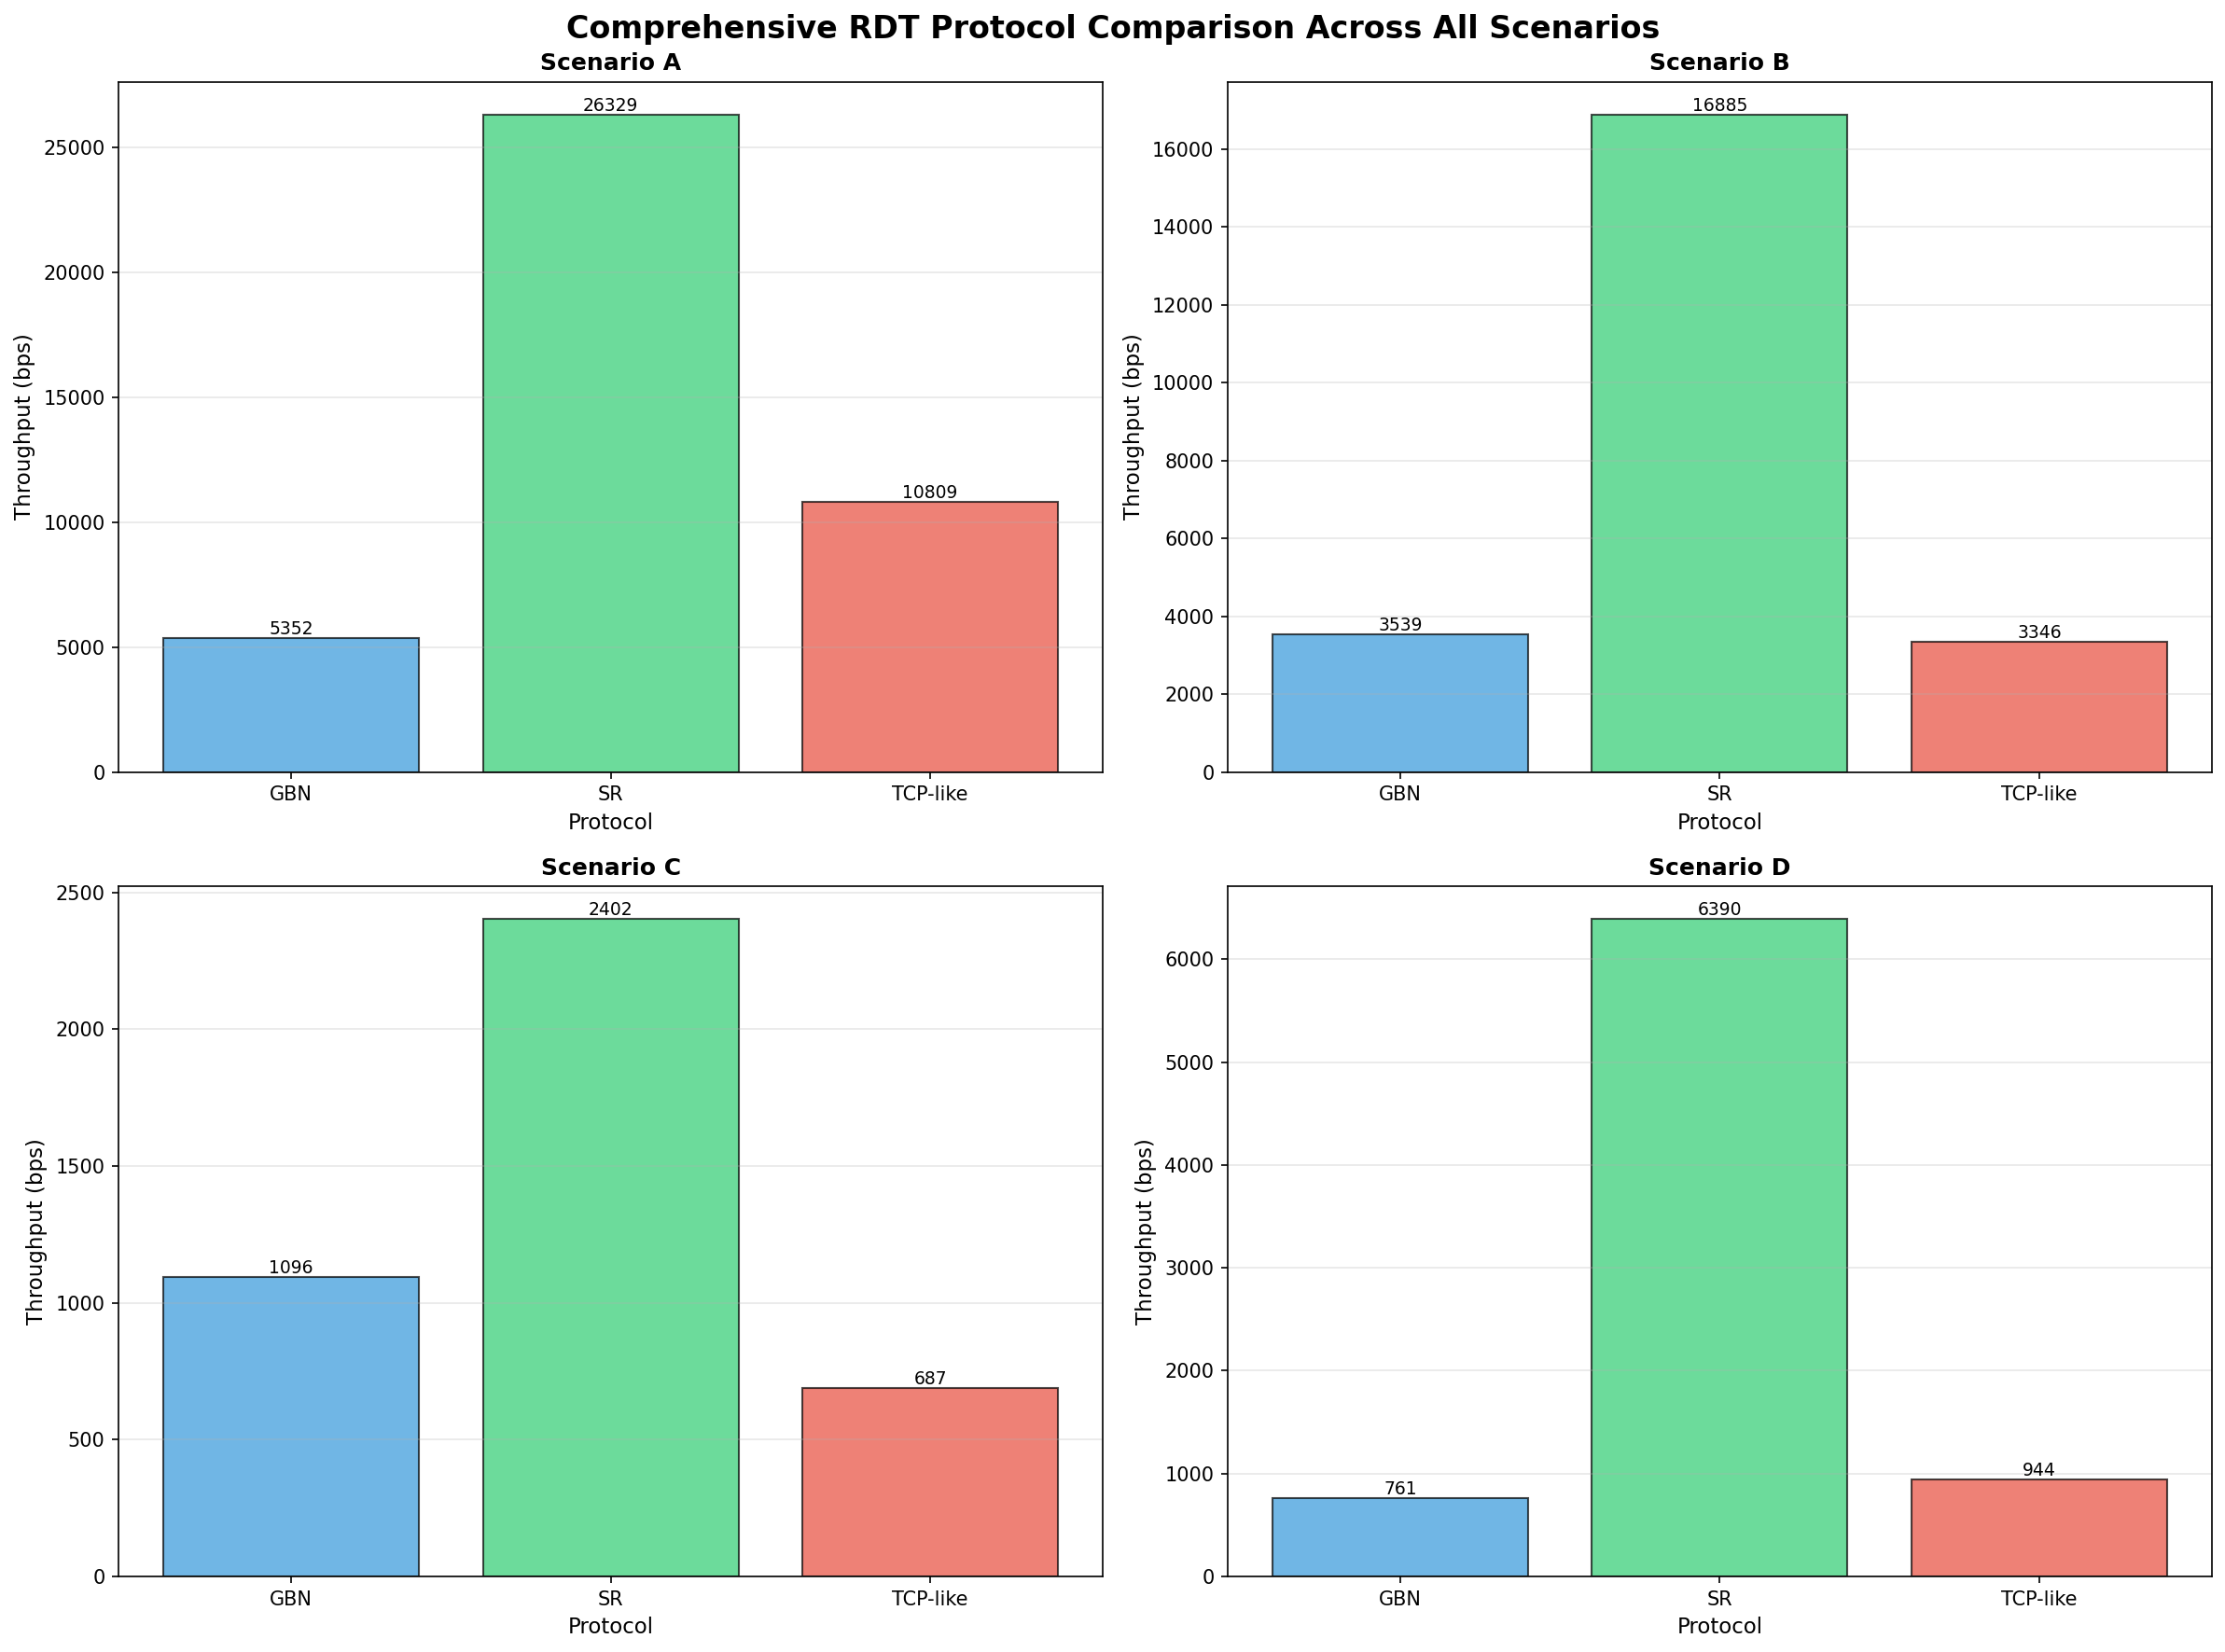 Comprehensive RDT Protocol Comparison Across All Scenarios
Scenario A
Throughput (bps)
25000
20000
15000
10000
5000
0
5352
26329
10809
GBN
SR
TCP-like
Protocol
Scenario B
Throughput (bps)
16000
14000
12000
10000
8000
6000
4000
2000
0
3539
16885
3346
GBN
SR
TCP-like
Protocol
Scenario C
Throughput (bps)
2500
2000
1500
1000
500
0
1096
2402
687
GBN
SR
TCP-like
Protocol
Scenario D
Throughput (bps)
6000
5000
4000
3000
2000
1000
0
761
6390
944
GBN
SR
TCP-like
Protocol